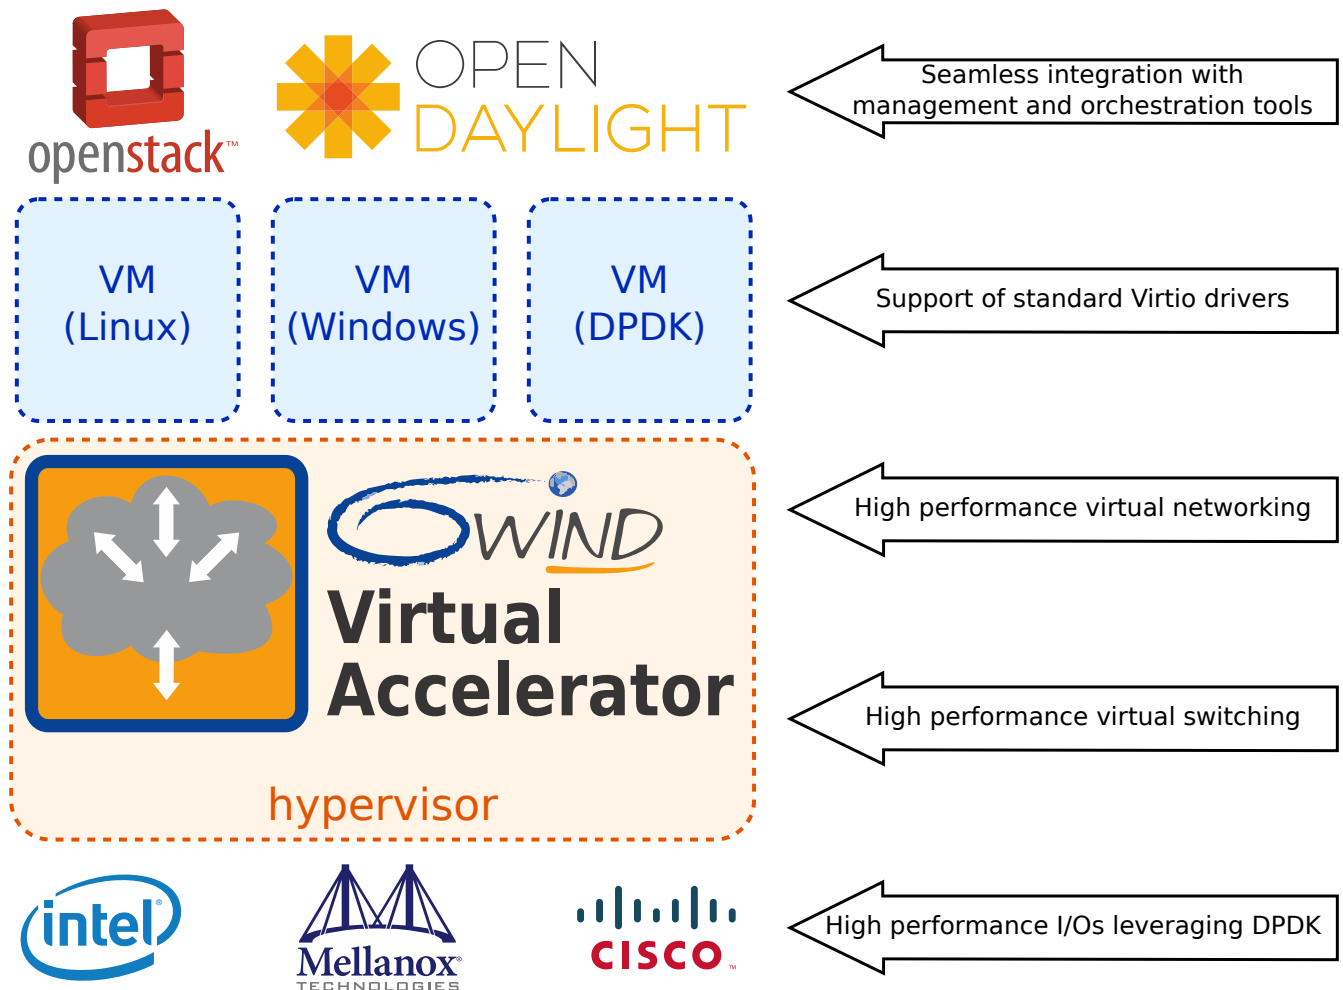 openstack™
OPEN
DAYLIGHT
Seamless integration with
management and orchestration tools
VM
(Linux)
VM
(Windows)
VM
(DPDK)
Support of standard Virtio drivers
6WIND
Virtual
Accelerator
hypervisor
High performance virtual networking
High performance virtual switching
intel®
Mellanox®
TECHNOLOGIES
CISCO™
High performance I/Os leveraging DPDK